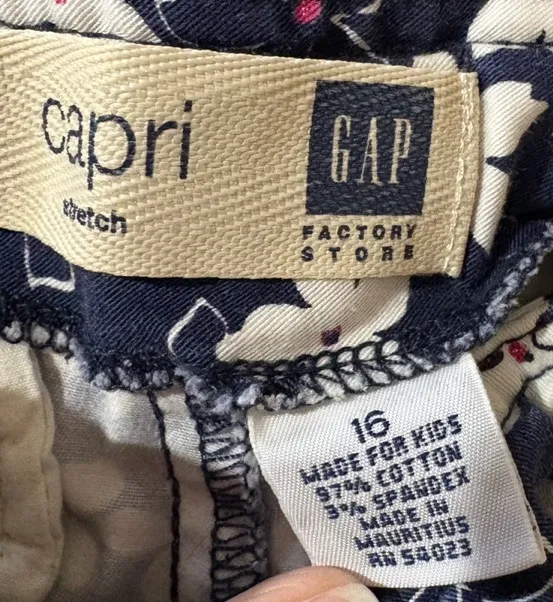 capri
stretch
GAP
FACTORY
STORE
16
MADE FOR KIDS
97% COTTON
3% SPANDEX
MADE IN
MAURITIUS
RN 54023